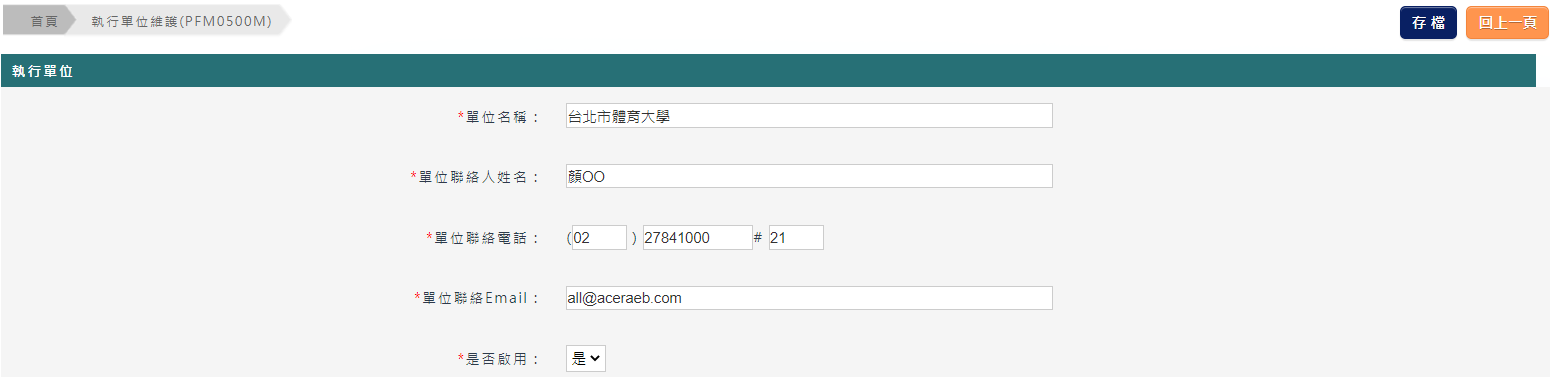 首頁 執行單位維護(PFM0500M) 存檔 回上一頁
執行單位
*單位名稱： 台北市體育大學
*單位聯絡人姓名： 顏OO
*單位聯絡電話： (02) 27841000# 21
*單位聯絡Email： all@aceraeb.com
*是否啟用： 是